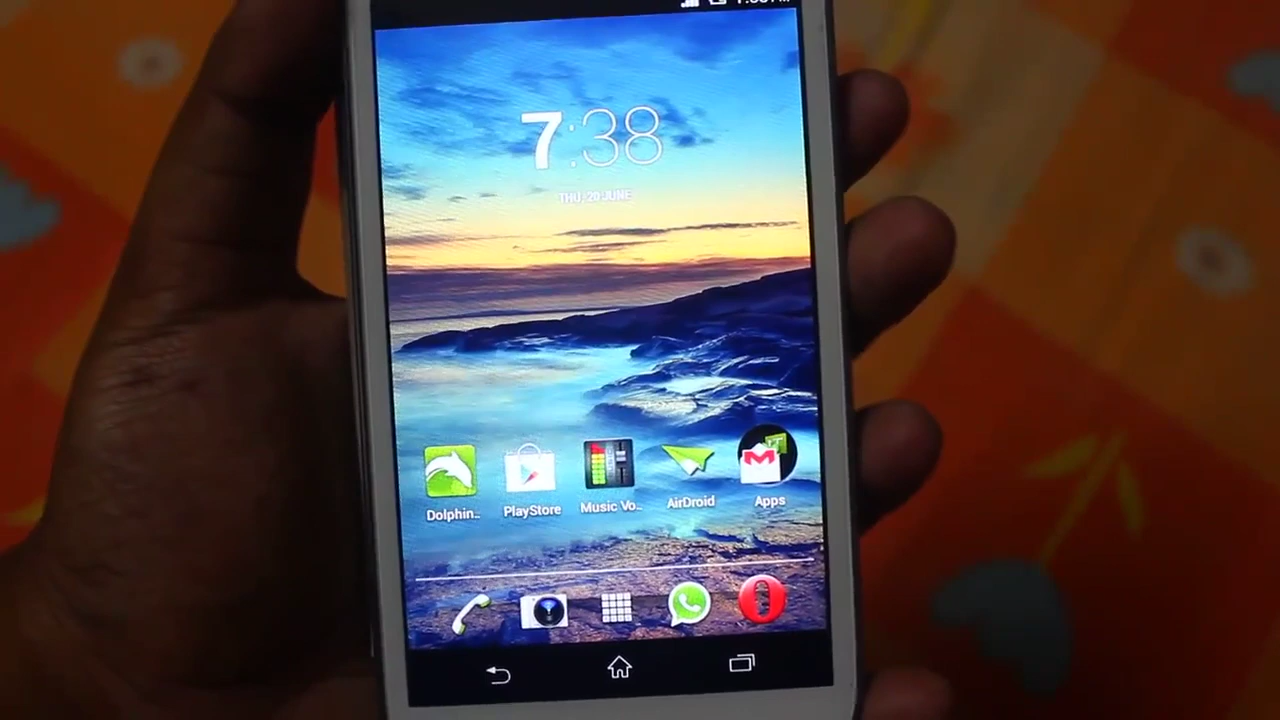 7:38
THU, 20 JUNE
Dolphin..
PlayStore
Music Vo..
AirDroid
Apps